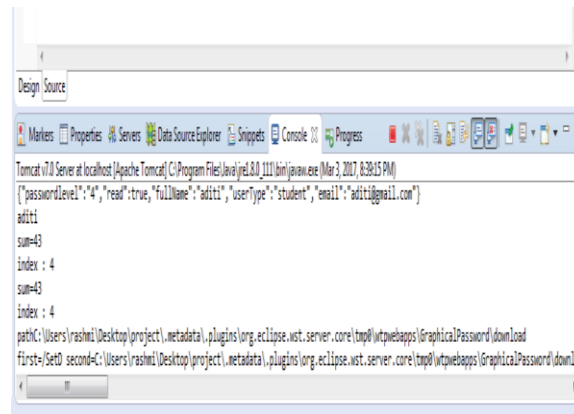 Design Source
Markers Properties Servers Data Source Explorer Snippets Console Progress
Tomcat v7.0 Server at localhost [Apache Tomcat] C:\Program Files\Java\jre1.8.0_111\bin\javaw.exe (Mar 3, 2017, 8:39:15 PM)
{"passwordlevel":"4","read":true,"fullName":"aditi","userType":"student","email":"aditi@gmail.com"}
aditi
sum=43
index : 4
sum=43
index : 4
pathC:\Users\rashmi\Desktop\project\.metadata\.plugins\org.eclipse.wst.server.core\tmp0\wtpwebapps\GraphicalPassword\download
first=/SetD second=C:\Users\rashmi\Desktop\project\.metadata\.plugins\org.eclipse.wst.server.core\tmp0\wtpwebapps\GraphicalPassword\downl